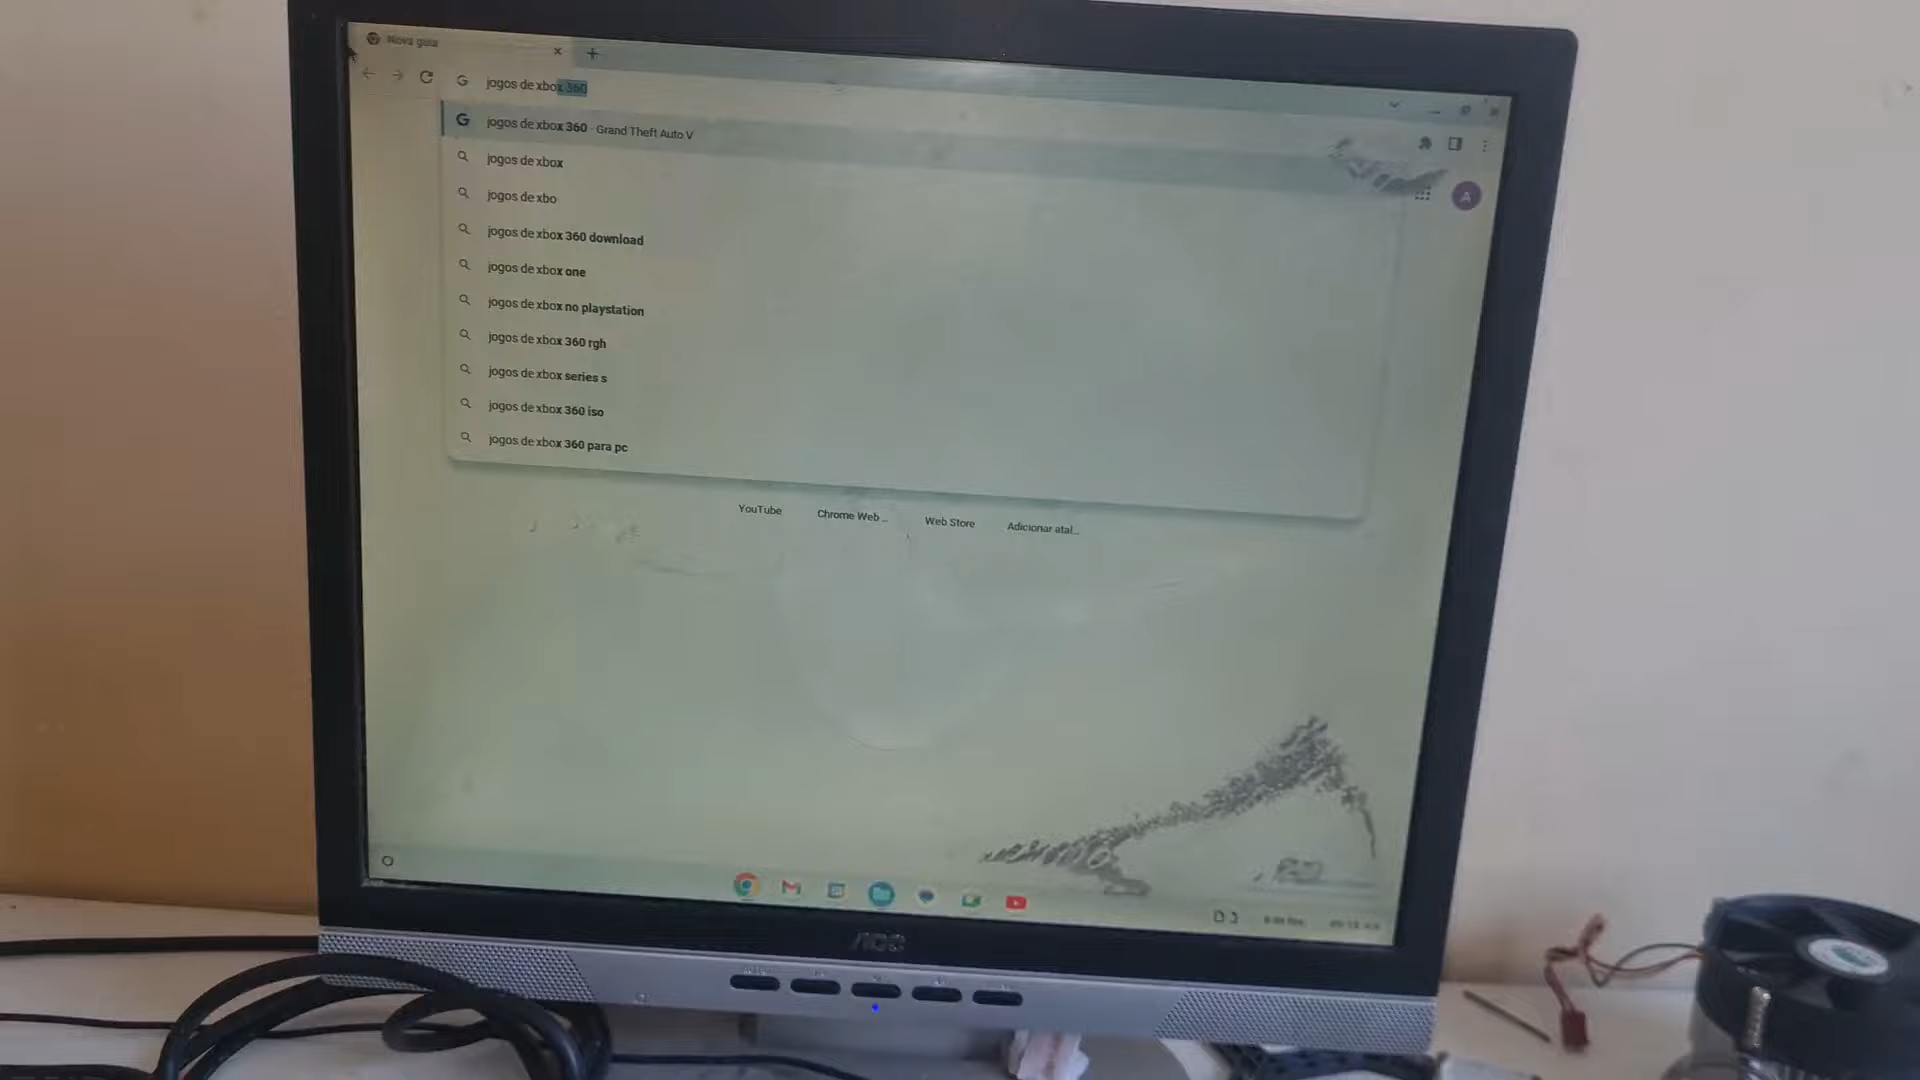 Nova guia
jogos de xbox 360
jogos de xbox 360 - Grand Theft Auto V
jogos de xbox
jogos de xbo
jogos de xbox 360 download
jogos de xbox one
jogos de xbox no playstation
jogos de xbox 360 rgh
jogos de xbox series s
jogos de xbox 360 iso
jogos de xbox 360 para pc
YouTube
Chrome Web ...
Web Store
Adicionar atal...
A
AOC